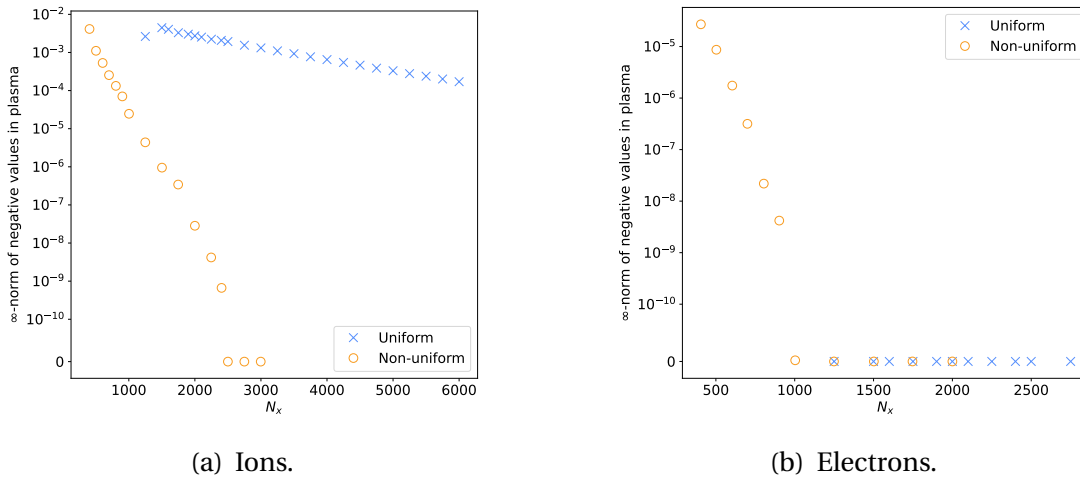 10⁻²
10⁻³
10⁻⁴
10⁻⁵
10⁻⁶
10⁻⁷
10⁻⁸
10⁻⁹
10⁻¹⁰
0
∞-norm of negative values in plasma
1000 2000 3000 4000 5000 6000
Nₓ
Uniform
Non-uniform
(a) Ions.
10⁻⁵
10⁻⁶
10⁻⁷
10⁻⁸
10⁻⁹
10⁻¹⁰
0
∞-norm of negative values in plasma
500 1000 1500 2000 2500
Nₓ
Uniform
Non-uniform
(b) Electrons.